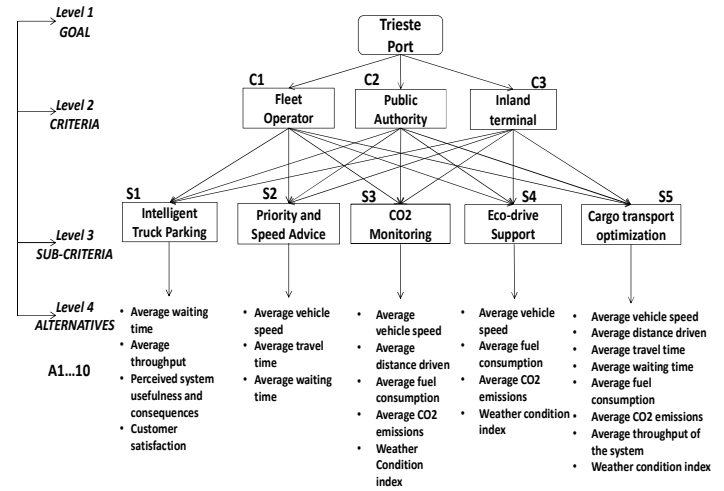 Level 1
GOAL
Trieste
Port
C1
C2
C3
Level 2
CRITERIA
Fleet
Operator
Public
Authority
Inland
terminal
S1
S2
S3
S4
S5
Level 3
SUB-CRITERIA
Intelligent
Truck Parking
Priority and
Speed Advice
CO2
Monitoring
Eco-drive
Support
Cargo transport
optimization
Level 4
ALTERNATIVES
A1...10
• Average waiting
time
• Average
throughput
• Perceived system
usefulness and
consequences
• Customer
satisfaction
• Average vehicle
speed
• Average travel
time
• Average waiting
time
• Average
vehicle speed
• Average
distance driven
• Average fuel
consumption
• Average CO2
emissions
• Weather
Condition
index
• Average vehicle
speed
• Average fuel
consumption
• Average CO2
emissions
• Weather condition
index
• Average vehicle speed
• Average distance driven
• Average travel time
• Average waiting time
• Average fuel
consumption
• Average CO2 emissions
• Average throughput of
the system
• Weather condition index